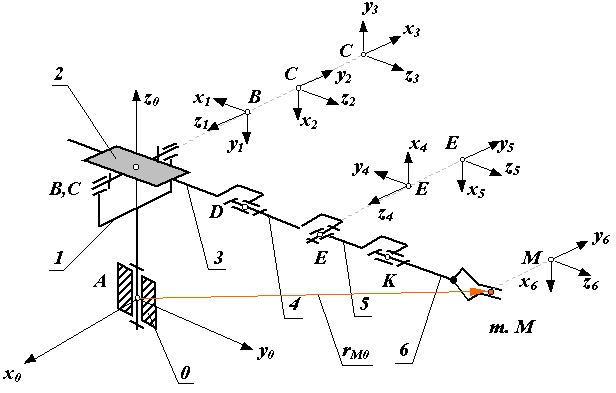 y3
x3
C
z3
C
y2
x2
z2
x1
B
z1
y1
2
z0
B,C
1
3
D
A
x4
y4
E
z4
E
y5
z5
x5
E
K
4
5
6
M
y6
x6
z6
т. М
rM0
y0
x0
0